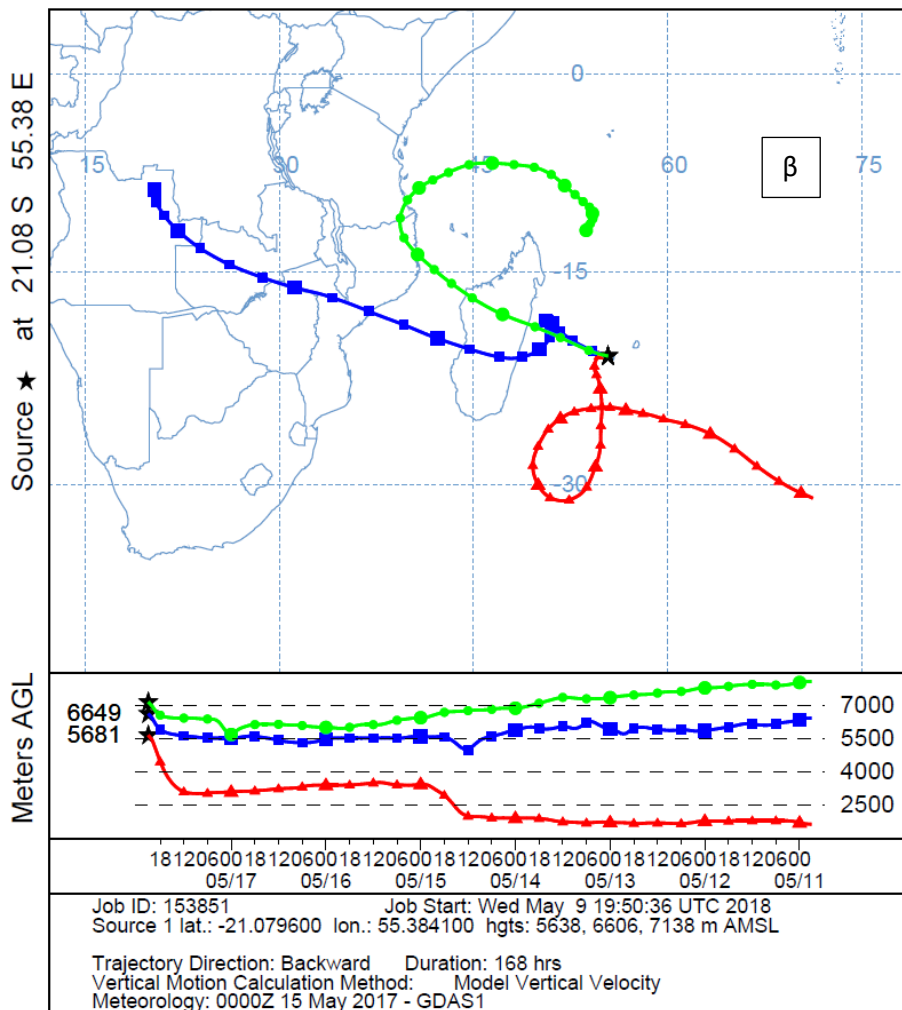 Source ★ at 21.08 S 55.38 E
0
15 30 45 60 75
β
-15
-30
Meters AGL
6649
5681
7000
5500
4000
2500
18 12 06 00 18 12 06 00 18 12 06 00 18 12 06 00 18 12 06 00 18 12 06 00 18 12 06 00
05/17 05/16 05/15 05/14 05/13 05/12 05/11
Job ID: 153851 Job Start: Wed May 9 19:50:36 UTC 2018
Source 1 lat.: -21.079600 lon.: 55.384100 hgts: 5638, 6606, 7138 m AMSL
Trajectory Direction: Backward Duration: 168 hrs
Vertical Motion Calculation Method: Model Vertical Velocity
Meteorology: 0000Z 15 May 2017 - GDAS1